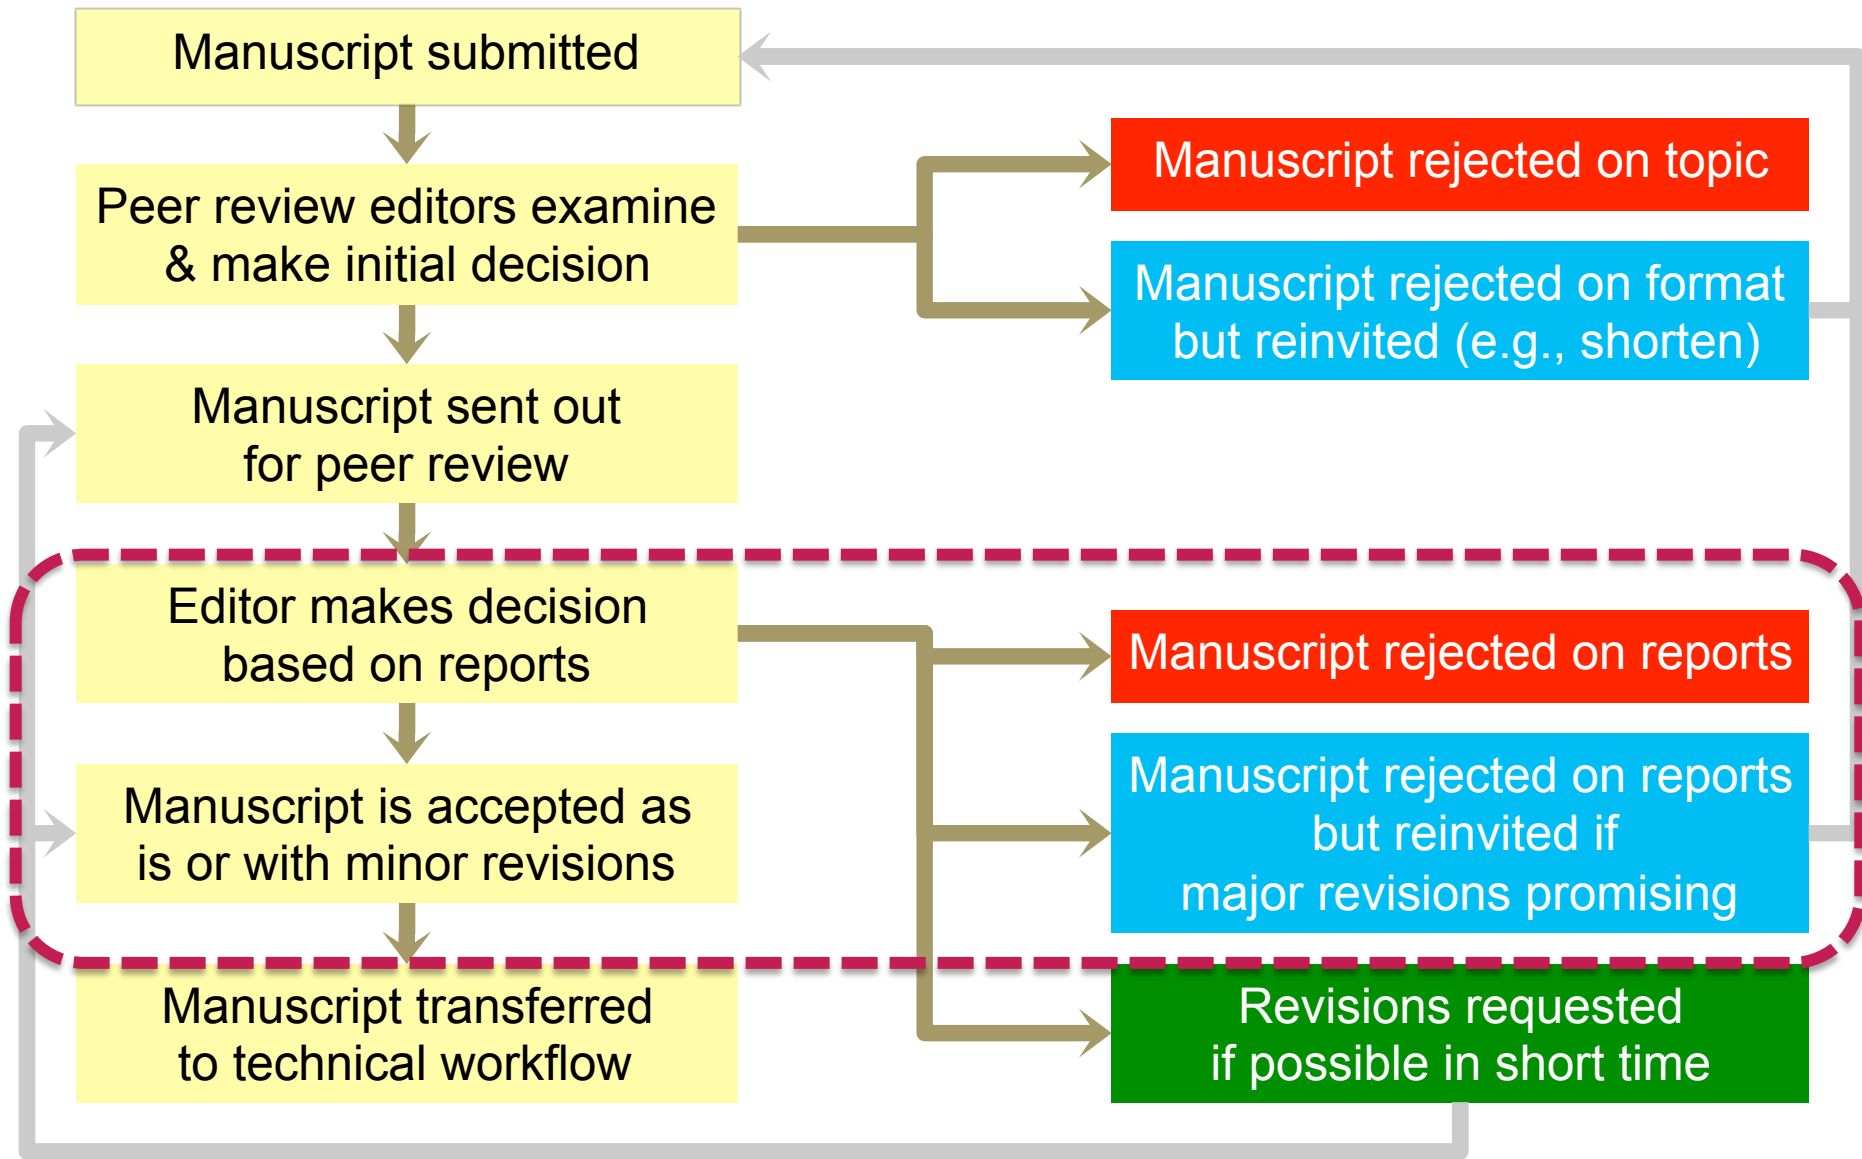 Manuscript submitted
Peer review editors examine
& make initial decision
Manuscript rejected on topic
Manuscript rejected on format
but reinvited (e.g., shorten)
Manuscript sent out
for peer review
Editor makes decision
based on reports
Manuscript rejected on reports
Manuscript is accepted as
is or with minor revisions
Manuscript rejected on reports
but reinvited if
major revisions promising
Manuscript transferred
to technical workflow
Revisions requested
if possible in short time